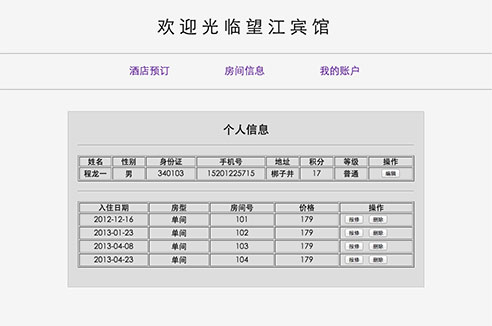 欢迎光临望江宾馆
酒店预订 房间信息 我的账户
个人信息
姓名 性别 身份证 手机号 地址 积分 等级 操作
程龙一 男 340103 15201225715 梆子井 17 普通 编辑
入住日期 房型 房间号 价格 操作
2012-12-16 单间 101 179 报修 删除
2013-01-23 单间 102 179 报修 删除
2013-04-08 单间 103 179 报修 删除
2013-04-23 单间 104 179 报修 删除